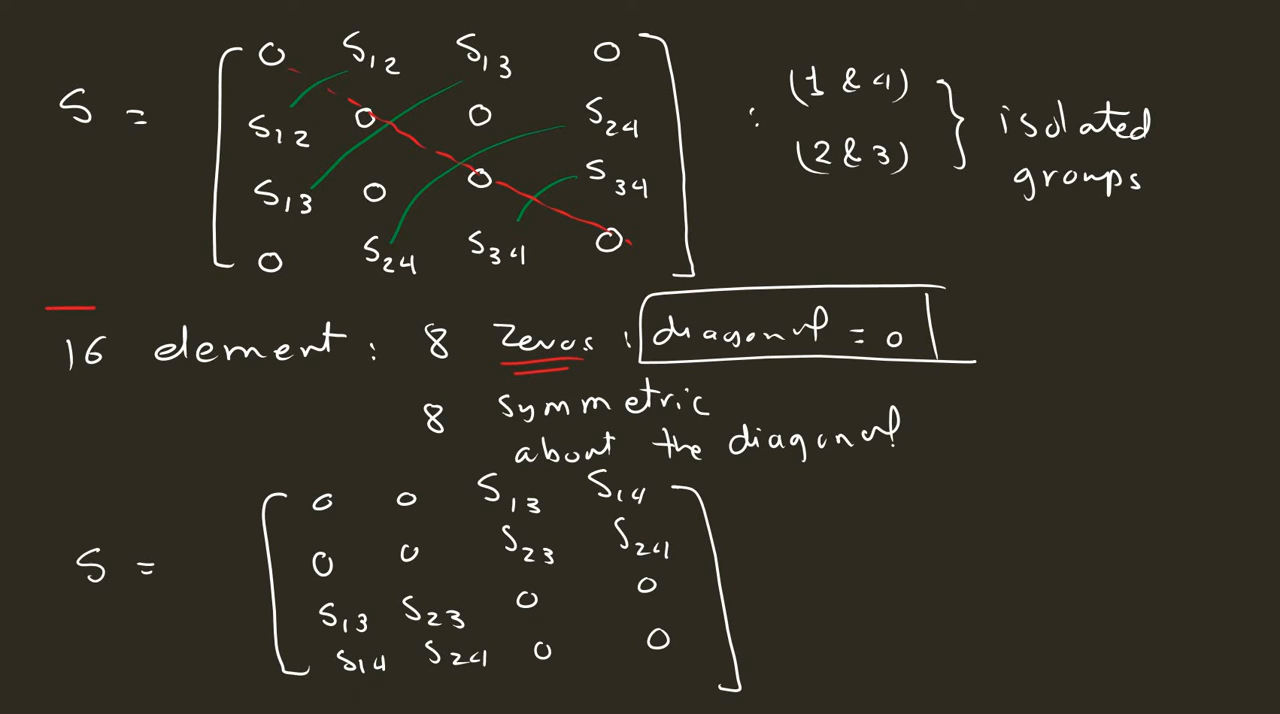 S = [ 0 S12 S13 0
S12 0 0 S24
S13 0 0 S34
0 S24 S34 0 ]
: (1 & 4)
(2 & 3)
} isolated
groups
16 element : 8 Zeros : diagonal = 0
8 symmetric
about the diagonal
S = [ 0 0 S13 S14
0 0 S23 S24
S13 S23 0 0
S14 S24 0 0 ]